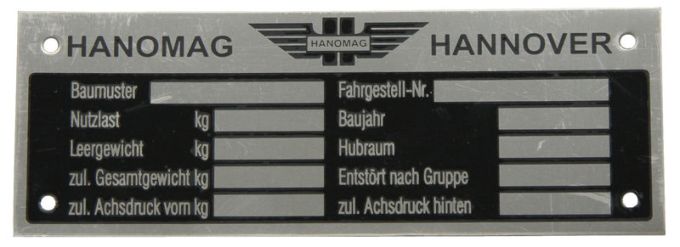 HANOMAG HANOMAG HANNOVER
Baumuster Fahrgestell-Nr.
Nutzlast kg Baujahr
Leergewicht kg Hubraum
zul. Gesamtgewicht kg Entstört nach Gruppe
zul. Achsdruck vorn kg zul. Achsdruck hinten